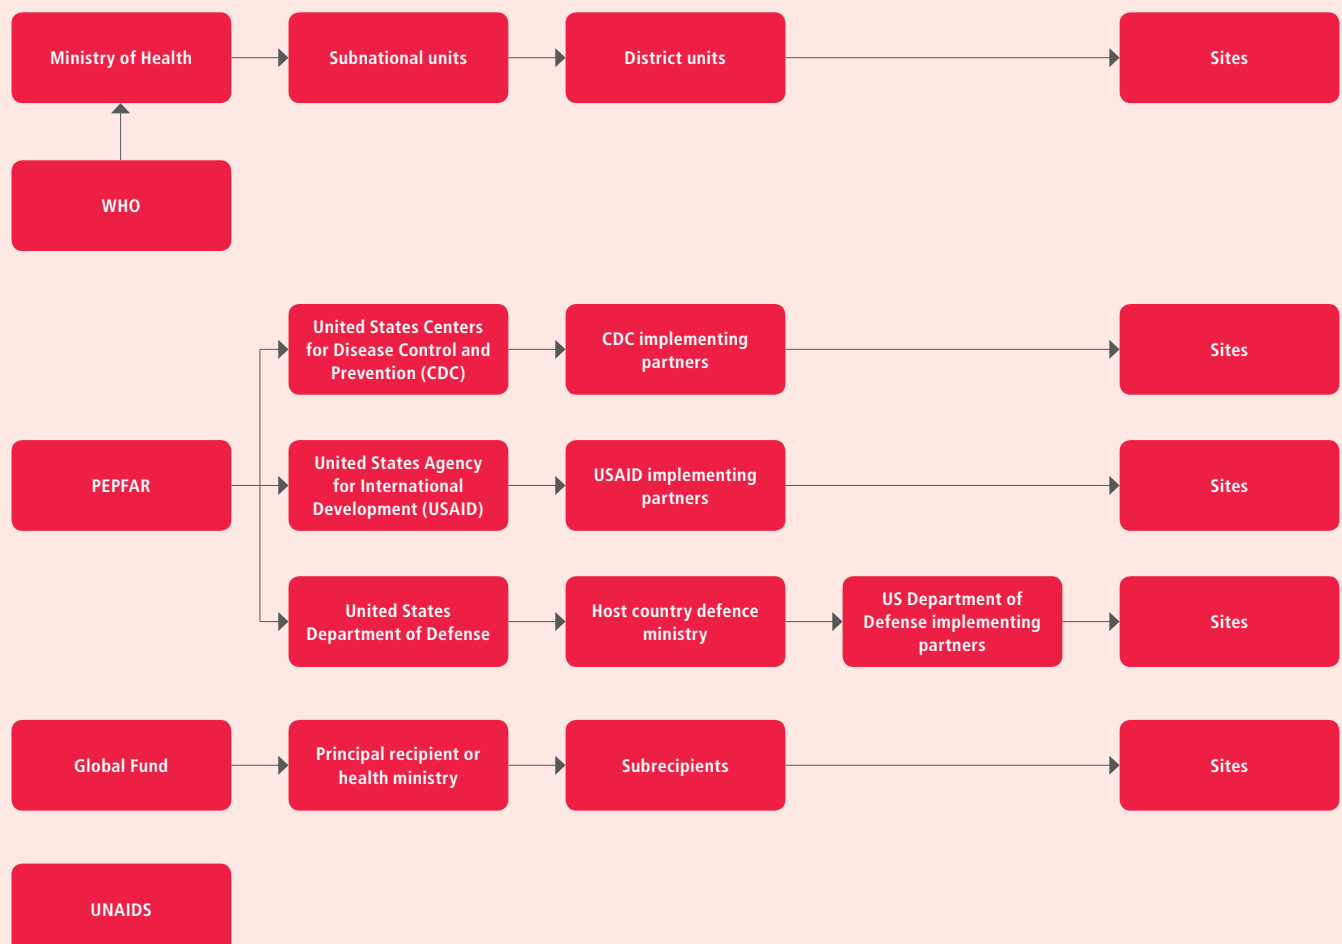 Ministry of Health
Subnational units
District units
Sites
WHO
United States Centers
for Disease Control and
Prevention (CDC)
CDC implementing
partners
Sites
PEPFAR
United States Agency
for International
Development (USAID)
USAID implementing
partners
Sites
United States
Department of Defense
Host country defence
ministry
US Department of
Defense implementing
partners
Sites
Global Fund
Principal recipient or
health ministry
Subrecipients
Sites
UNAIDS